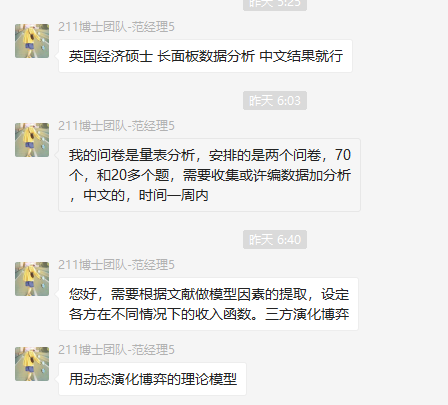 昨天 5:25
211博士团队-范经理5
英国经济硕士 长面板数据分析 中文结果就行
昨天 6:03
211博士团队-范经理5
我的问卷是量表分析，安排的是两个问卷，70
个，和20多个题，需要收集或许编数据加分析
，中文的，时间一周内
昨天 6:40
211博士团队-范经理5
您好，需要根据文献做模型因素的提取，设定
各方在不同情况下的收入函数。三方演化博弈
211博士团队-范经理5
用动态演化博弈的理论模型